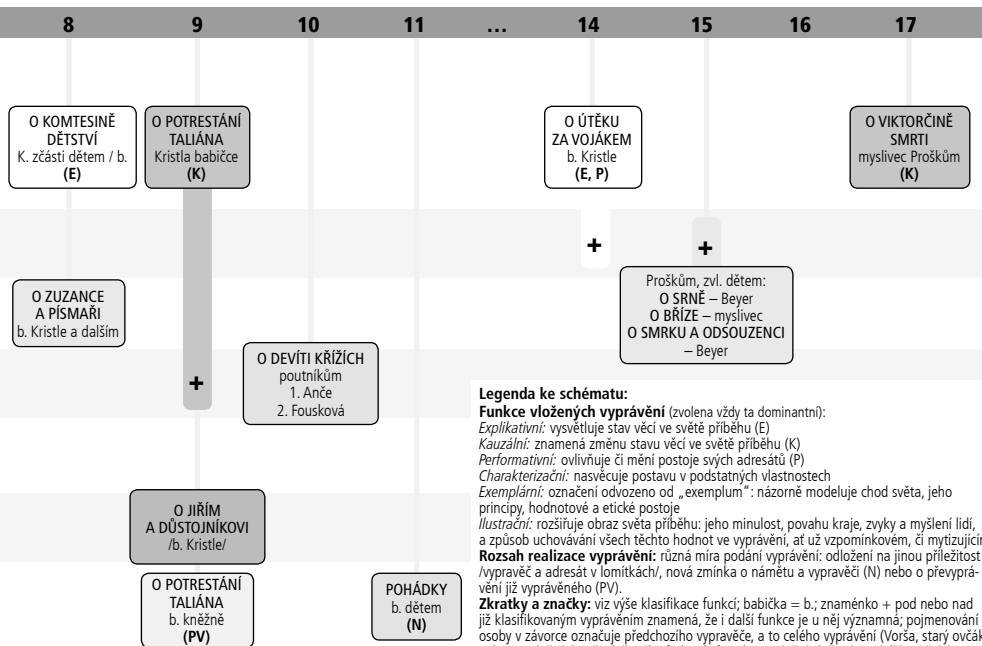 8 9 10 11 … 14 15 16 17
O KOMTESINĚ
DĚTSTVÍ
K. zčásti dětem / b.
(E)
O POTRESTÁNÍ
TALIÁNA
Kristla babičce
(K)
O ÚTĚKU
ZA VOJÁKEM
b. Kristle
(E, P)
O VIKTORČINĚ
SMRTI
myslivec Proškům
(K)
+
+
O ZUZANCE
A PÍSMAŘI
b. Kristle a dalším
Proškům, zvl. dětem:
O SRNĚ – Beyer
O BŘÍZE – myslivec
O SMRKU A ODSOUZENCI
– Beyer
+
O DEVÍTI KŘÍŽÍCH
poutníkům
1. Anče
2. Fousková
O JIŘÍM
A DŮSTOJNÍKOVI
/b. Kristle/
O POTRESTÁNÍ
TALIÁNA
b. kněžně
(PV)
POHÁDKY
b. dětem
(N)
Legenda ke schématu:
Funkce vložených vyprávění (zvolena vždy ta dominantní):
Explikativní: vysvětluje stav věcí ve světě příběhu (E)
Kauzální: znamená změnu stavu věcí ve světě příběhu (K)
Performativní: ovlivňuje či mění postoje svých adresátů (P)
Charakterizační: nasvěcuje postavu v podstatných vlastnostech
Exemplární: označení odvozeno od „exemplum“: názorně modeluje chod světa, jeho
principy, hodnotové a etické postoje
Ilustrační: rozšiřuje obraz světa příběhu: jeho minulost, povahu kraje, zvyky a myšlení lidí,
a způsob uchovávání všech těchto hodnot ve vyprávění, ať už vzpomínkovém, či mytizující
Rozsah realizace vyprávění: různá míra podání vyprávění: odložení na jinou příležitost
/vypravěč a adresát v lomítkách/, nová zmínka o námětu a vypravěči (N) nebo o převyprá-
vění již vyprávěného (PV).
Zkratky a značky: viz výše klasifikace funkcí; babička = b.; znaménko + pod nebo nad
již klasifikovaným vyprávěním znamená, že i další funkce je u něj významná; pojmenování
osoby v závorce označuje předchozího vypravěče, a to celého vyprávění (Vorša, starý ovčák